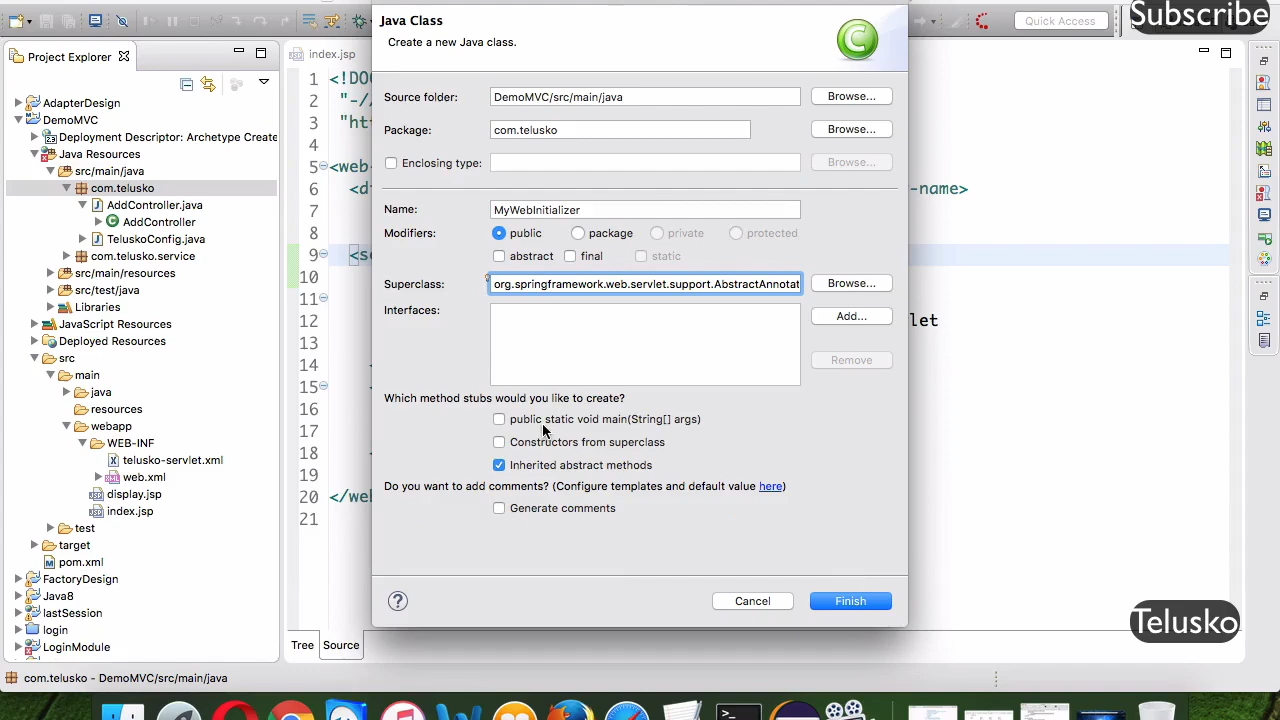 Subscribe
Java Class
Create a new Java class.
Quick Access
Project Explorer
AdapterDesign
DemoMVC
Deployment Descriptor: Archetype Create
Java Resources
src/main/java
com.telusko
AddController.java
AddController
TeluskoConfig.java
com.telusko.service
src/main/resources
src/test/java
Libraries
JavaScript Resources
Deployed Resources
src
main
java
resources
webapp
WEB-INF
telusko-servlet.xml
web.xml
display.jsp
index.jsp
test
target
pom.xml
FactoryDesign
Java8
lastSession
login
LoginModule
index.jsp
1 <!DOC
2 "-//
3 "ht
4
5 <web-
6 <d -name>
7
8
9 <se
10
11
12 let
13
14
15
16
17
18
19
20 </web
21
Source folder: DemoMVC/src/main/java Browse...
Package: com.telusko Browse...
Enclosing type: Browse...
Name: MyWebInitializer
Modifiers: public package private protected
abstract final static
Superclass: org.springframework.web.servlet.support.AbstractAnnotat Browse...
Interfaces: Add...
Remove
Which method stubs would you like to create?
public static void main(String[] args)
Constructors from superclass
Inherited abstract methods
Do you want to add comments? (Configure templates and default value here)
Generate comments
? Cancel Finish
Telusko
Tree Source
com.telusko - DemoMVC/src/main/java